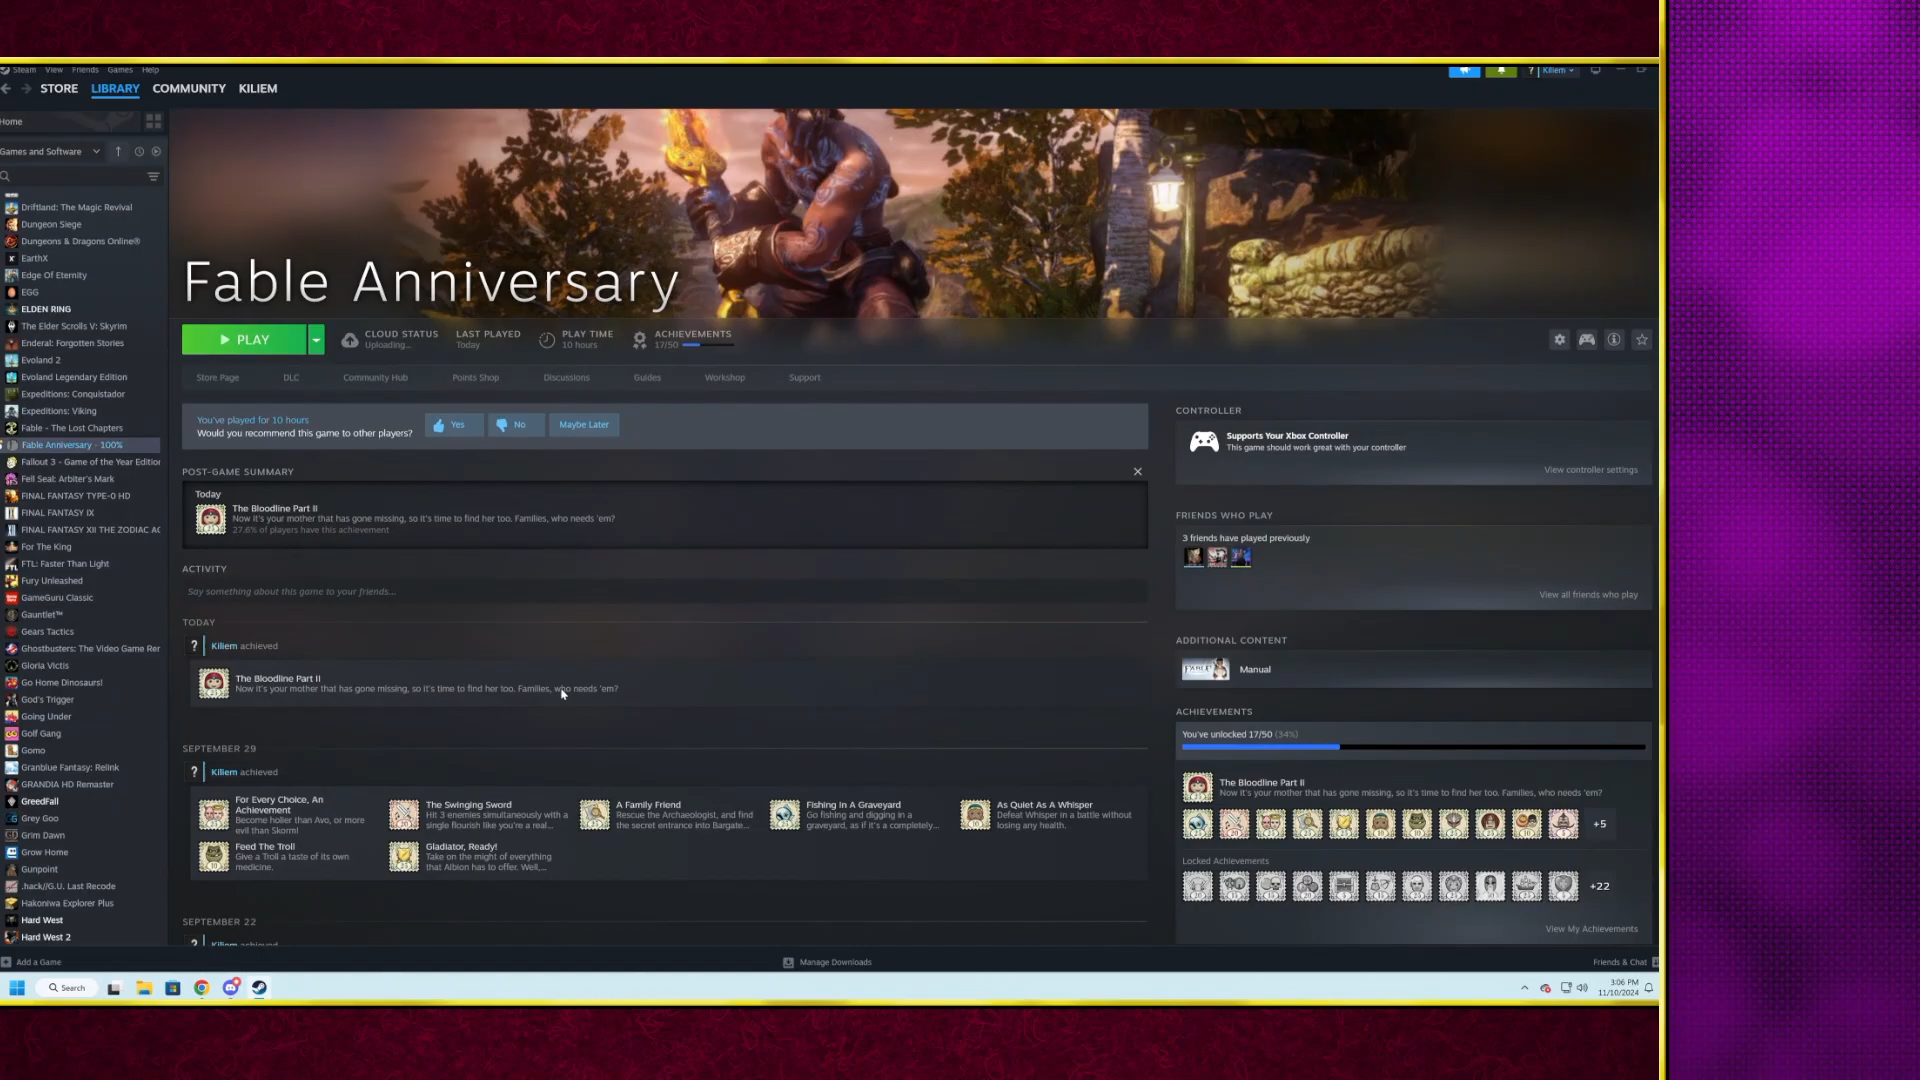 Steam View Friends Games Help
? Kiliem
STORE LIBRARY COMMUNITY KILIEM
Home
Games and Software
Driftland: The Magic Revival
Dungeon Siege
Dungeons & Dragons Online®
EarthX
Edge Of Eternity
EGG
ELDEN RING
The Elder Scrolls V: Skyrim
Enderal: Forgotten Stories
Evoland 2
Evoland Legendary Edition
Expeditions: Conquistador
Expeditions: Viking
Fable - The Lost Chapters
Fable Anniversary - 100%
Fallout 3 - Game of the Year Edition
Fell Seal: Arbiter's Mark
FINAL FANTASY TYPE-0 HD
FINAL FANTASY IX
FINAL FANTASY XII THE ZODIAC AG
For The King
FTL: Faster Than Light
Fury Unleashed
GameGuru Classic
Gauntlet™
Gears Tactics
Ghostbusters: The Video Game Rer
Gloria Victis
Go Home Dinosaurs!
God's Trigger
Going Under
Golf Gang
Gomo
Granblue Fantasy: Relink
GRANDIA HD Remaster
GreedFall
Grey Goo
Grim Dawn
Grow Home
Gunpoint
.hack//G.U. Last Recode
Hakoniwa Explorer Plus
Hard West
Hard West 2
Add a Game
Fable Anniversary
PLAY
CLOUD STATUS
Uploading...
LAST PLAYED
Today
PLAY TIME
10 hours
ACHIEVEMENTS
17/50
Store Page DLC Community Hub Points Shop Discussions Guides Workshop Support
You've played for 10 hours
Would you recommend this game to other players?
Yes No Maybe Later
POST-GAME SUMMARY
Today
The Bloodline Part II
Now it's your mother that has gone missing, so it's time to find her too. Families, who needs 'em?
27.6% of players have this achievement
ACTIVITY
Say something about this game to your friends...
TODAY
? Kiliem achieved
The Bloodline Part II
Now it's your mother that has gone missing, so it's time to find her too. Families, who needs 'em?
SEPTEMBER 29
? Kiliem achieved
For Every Choice, An
Achievement
Become holier than Avo, or more
evil than Skorm!
The Swinging Sword
Hit 3 enemies simultaneously with a
single flourish like you're a real...
A Family Friend
Rescue the Archaeologist, and find
the secret entrance into Bargate...
Fishing In A Graveyard
Go fishing and digging in a
graveyard, as if it's a completely...
As Quiet As A Whisper
Defeat Whisper in a battle without
losing any health.
Feed The Troll
Give a Troll a taste of its own
medicine.
Gladiator, Ready!
Take on the might of everything
that Albion has to offer. Well,...
SEPTEMBER 22
? Kiliem achieved
CONTROLLER
Supports Your Xbox Controller
This game should work great with your controller
View controller settings
FRIENDS WHO PLAY
3 friends have played previously
View all friends who play
ADDITIONAL CONTENT
Manual
ACHIEVEMENTS
You've unlocked 17/50 (34%)
The Bloodline Part II
Now it's your mother that has gone missing, so it's time to find her too. Families, who needs 'em?
+5
Locked Achievements
+22
View My Achievements
Manage Downloads
Friends & Chat
Search
3:06 PM
11/10/2024